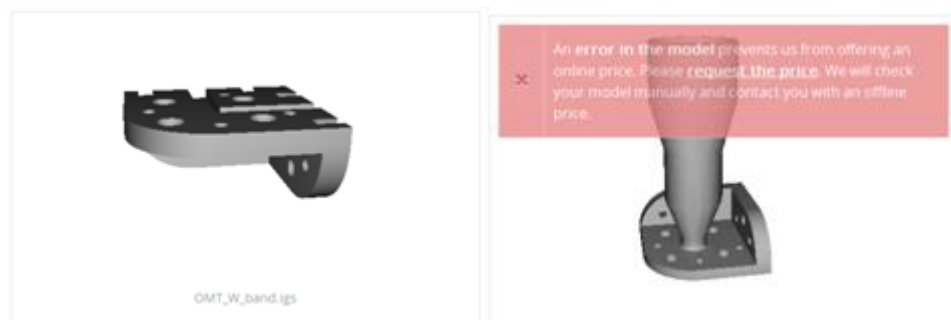 OMT_W_band.igs
An error in the model prevents us from offering an
online price. Please request the price. We will check
your model manually and contact you with an offline
price.